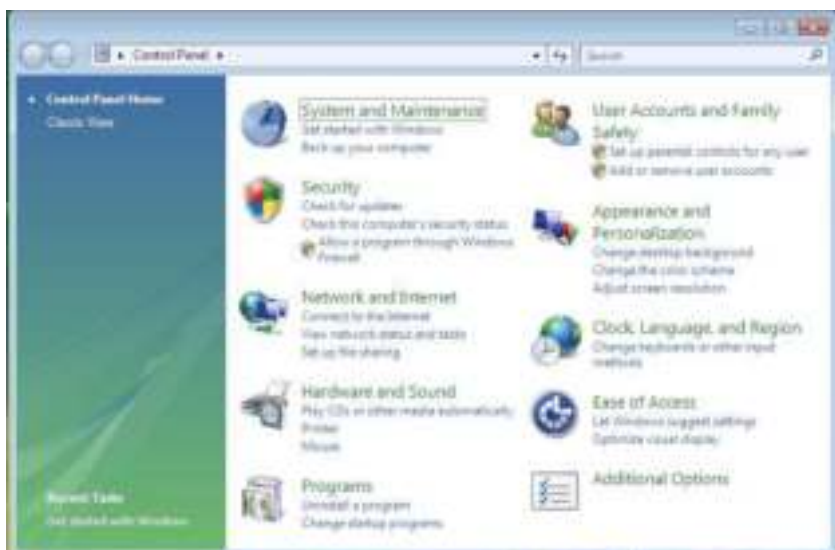 Control Panel
Search
Control Panel Home
Classic View
System and Maintenance
Get started with Windows
Back up your computer
Security
Check for updates
Check this computer's security status
Allow a program through Windows
Firewall
Network and Internet
Connect to the Internet
View network status and tasks
Set up file sharing
Hardware and Sound
Play CDs or other media automatically
Printer
Mouse
Programs
Uninstall a program
Change startup programs
User Accounts and Family
Safety
Set up parental controls for any user
Add or remove user accounts
Appearance and
Personalization
Change desktop background
Change the color scheme
Adjust screen resolution
Clock, Language, and Region
Change keyboards or other input
methods
Ease of Access
Let Windows suggest settings
Optimize visual display
Additional Options
Recent Tasks
Get started with Windows